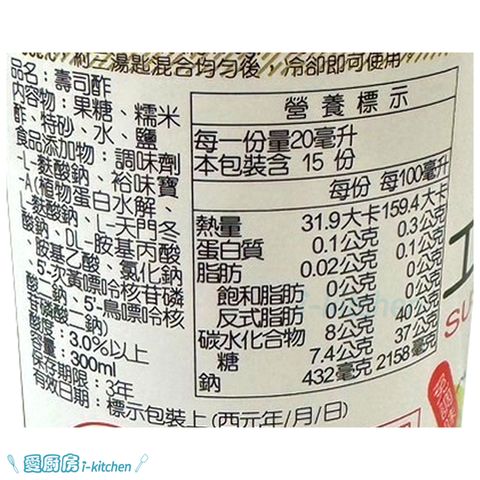 約三湯匙混合均勻後，冷卻即可使用
品名：壽司酢
內容物：果糖、糯米
酢、特砂、水、鹽
食品添加物：調味劑
-L-麩酸鈉、裕味寶
-A(植物蛋白水解、
L-麩酸鈉、L-天門冬
酸鈉、DL-胺基丙酸
、胺基乙酸、氯化鈉
、5'-次黃嘌呤核苷磷
酸二鈉、5'-鳥嘌呤核
苷磷酸二鈉)
酸度：3.0%以上
容量：300ml
保存期限：3年
有效日期：標示包裝上(西元年/月/日)
營養標示
每一份量20毫升
本包裝含 15 份
每份 每100毫升
熱量 31.9大卡 159.4大卡
蛋白質 0.1公克 0.3公克
脂肪 0.02公克 0.1公克
飽和脂肪 0公克 0公克
反式脂肪 0公克 0公克
碳水化合物 8公克 40公克
糖 7.4公克 37公克
鈉 432毫克 2158毫克
i-kitchen
愛廚房 i-kitchen